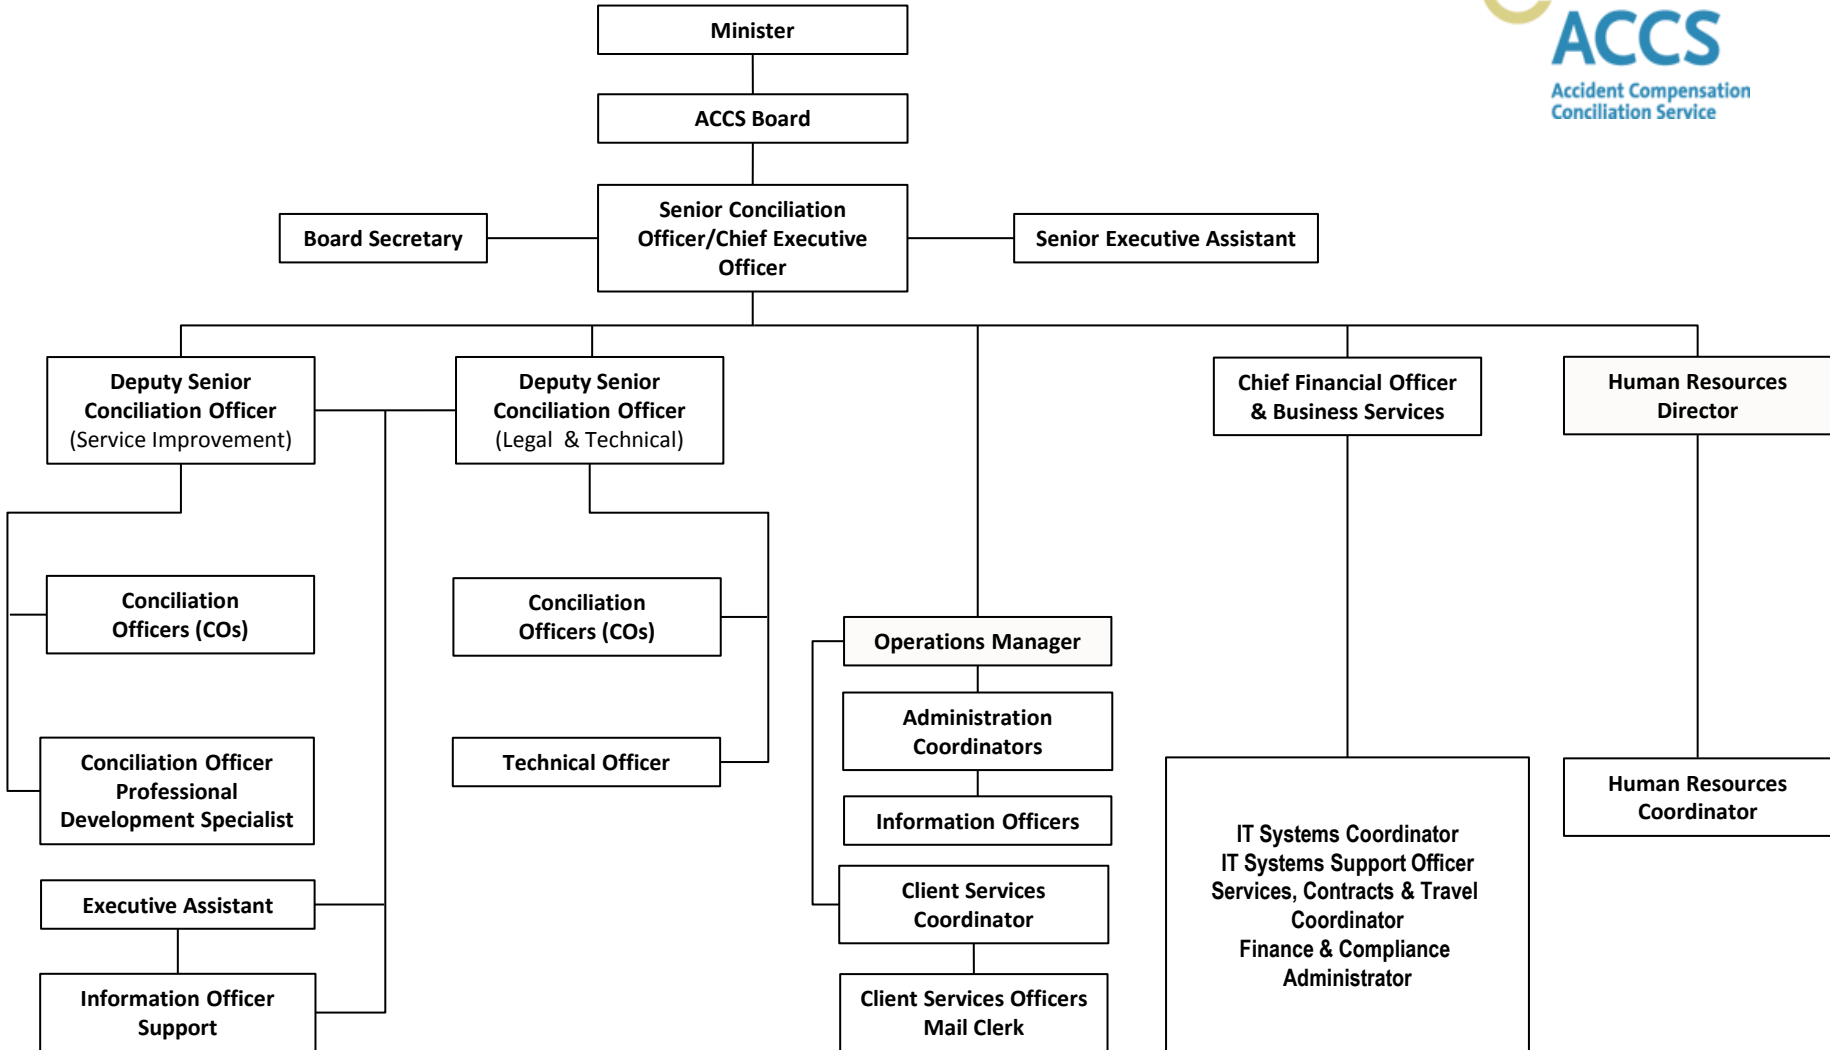 Minister
ACCS
Accident Compensation
Conciliation Service
ACCS Board
Board Secretary
Senior Conciliation
Officer/Chief Executive
Officer
Senior Executive Assistant
Deputy Senior
Conciliation Officer
(Service Improvement)
Deputy Senior
Conciliation Officer
(Legal & Technical)
Chief Financial Officer
& Business Services
Human Resources
Director
Conciliation
Officers (COs)
Conciliation
Officers (COs)
Operations Manager
Administration
Coordinators
Conciliation Officer
Professional
Development Specialist
Technical Officer
Information Officers
IT Systems Coordinator
IT Systems Support Officer
Services, Contracts & Travel
Coordinator
Finance & Compliance
Administrator
Human Resources
Coordinator
Executive Assistant
Client Services
Coordinator
Information Officer
Support
Client Services Officers
Mail Clerk